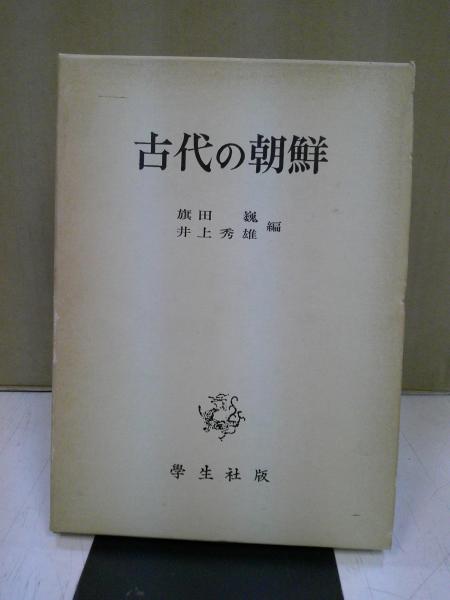 古代の朝鮮
旗田 巍
井上秀雄 編
學生社版